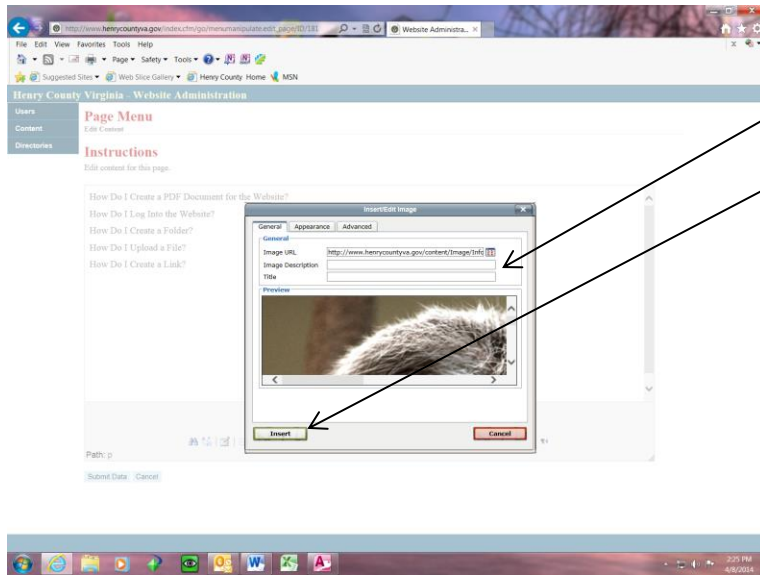 http://www.henrycountyva.gov/index.cfm/go/menumanipulate.edit_page/ID/181
Website Administra...
File Edit View Favorites Tools Help
Page Safety Tools
Suggested Sites Web Slice Gallery Henry County Home MSN
Henry County Virginia - Website Administration
Users
Content
Directories
Page Menu
Edit Content
Instructions
Edit content for this page.
How Do I Create a PDF Document for the Website?
How Do I Log Into the Website?
How Do I Create a Folder?
How Do I Upload a File?
How Do I Create a Link?
Insert/Edit Image
General Appearance Advanced
General
Image URL http://www.henrycountyva.gov/content/Image/Info
Image Description
Title
Preview
Insert Cancel
Path: p
Submit Data Cancel
2:25 PM
4/8/2014